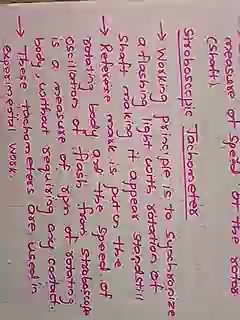 measure of speed of the rotor
(shaft).
Stroboscopic Tachometer
→ Working principle is to synchronize
a flashing light with rotation of
shaft making it appear standstill
→ Reference mark is put on the
rotating body and the speed of
oscillation of flash from stroboscope
is a measure of rpm of rotating
body, without requiring any contact.
→ These tachometers are used in
experimental work.